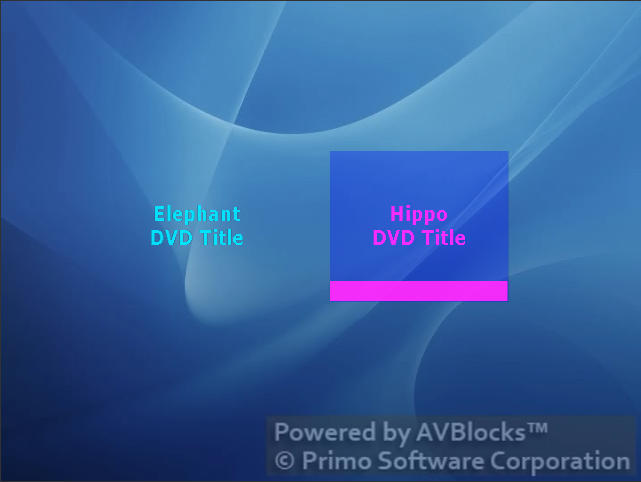 Elephant
DVD Title
Hippo
DVD Title
Powered by AVBlocks™
© Primo Software Corporation